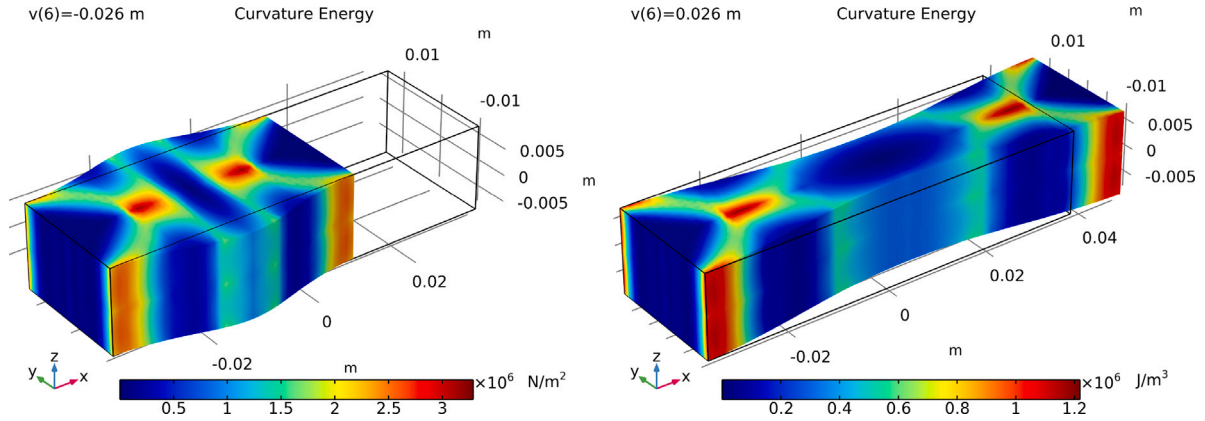 v(6)=-0.026 m Curvature Energy
m
0.01
-0.01
0.005
0
-0.005
m
0.02
0
-0.02
m
z
y
x
×10⁶ N/m²
0.5 1 1.5 2 2.5 3
v(6)=0.026 m Curvature Energy
m
0.01
-0.01
0.005
0
-0.005
m
0.04
0.02
0
-0.02
m
z
y
x
×10⁶ J/m³
0.2 0.4 0.6 0.8 1 1.2